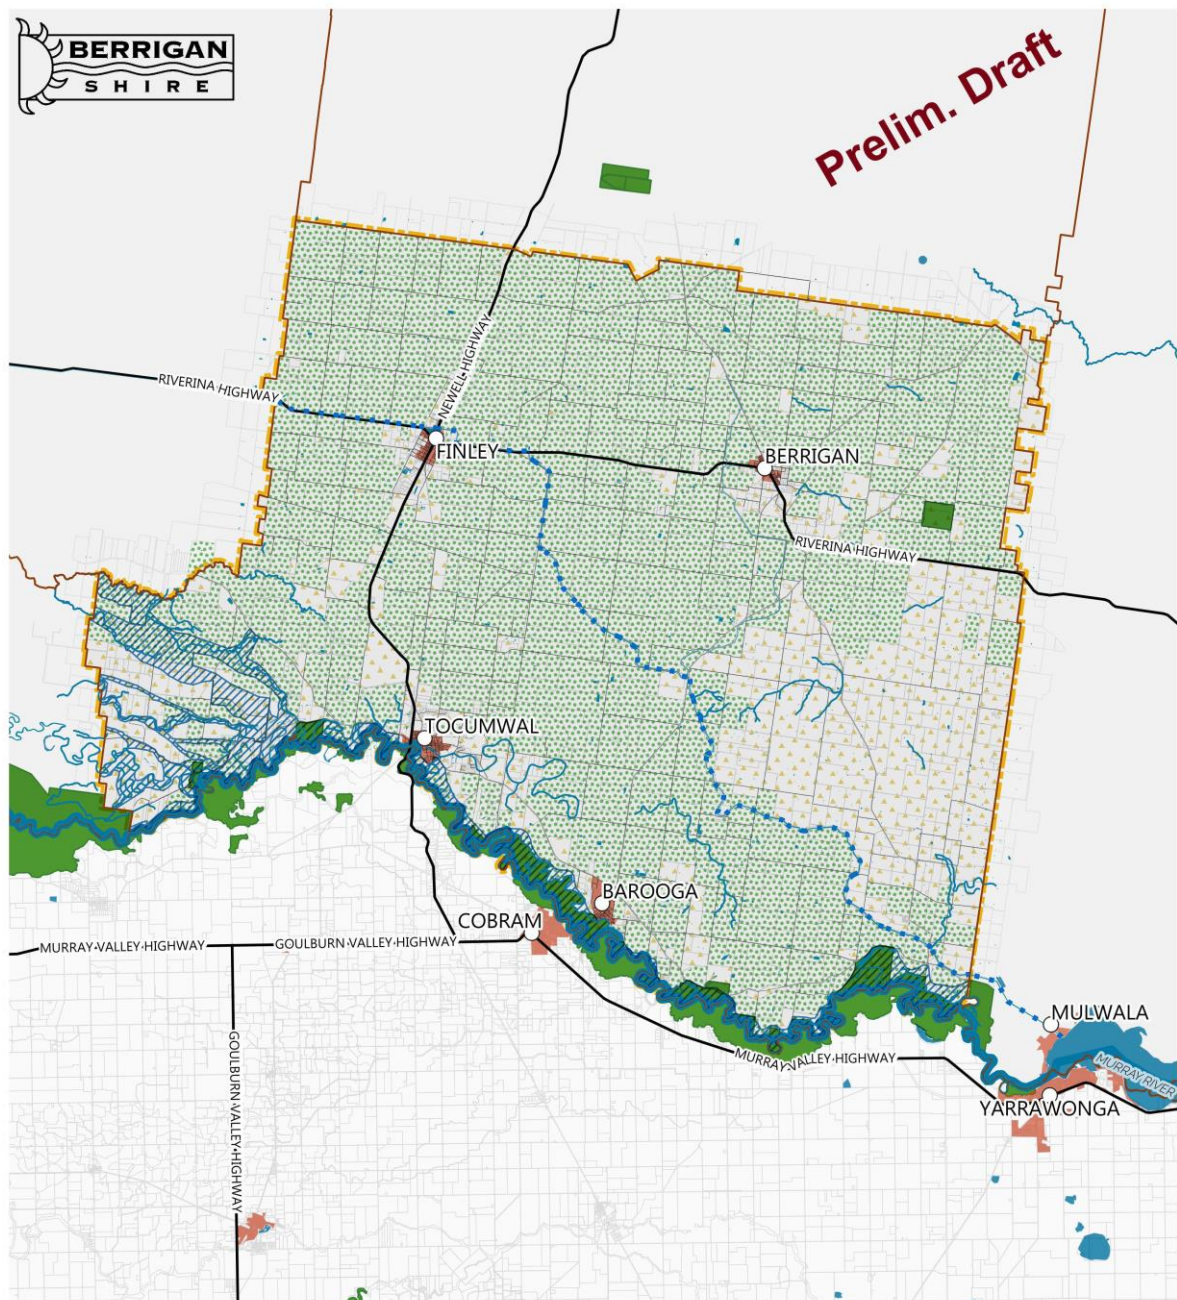 BERRIGAN
SHIRE
Prelim. Draft
NEWELL HIGHWAY
RIVERINA HIGHWAY
FINLEY
BERRIGAN
RIVERINA HIGHWAY
TOCUMWAL
BAROOGA
COBRAM
MURRAY VALLEY HIGHWAY
GOULBURN VALLEY HIGHWAY
MULWALA
GOULBURN VALLEY HIGHWAY
MURRAY VALLEY HIGHWAY
MURRAY RIVER
YARRAWONGA